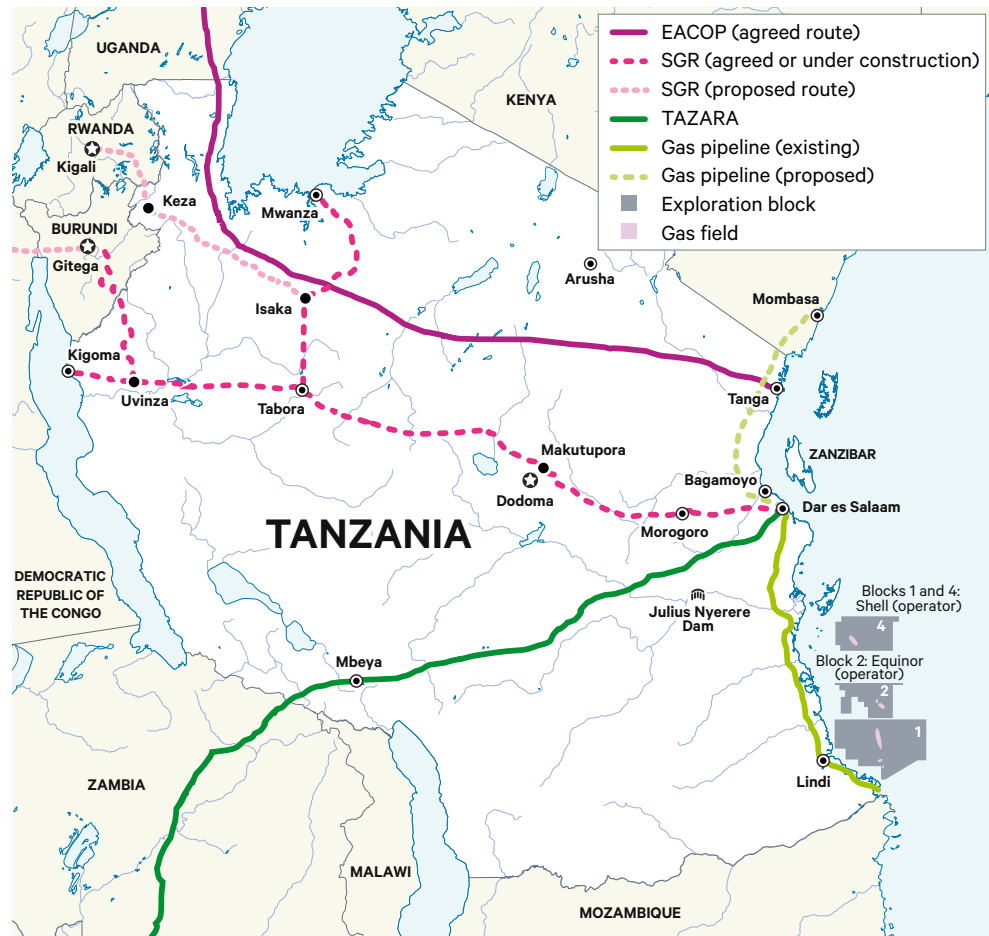 UGANDA
KENYA
EACOP (agreed route)
SGR (agreed or under construction)
SGR (proposed route)
TAZARA
Gas pipeline (existing)
Gas pipeline (proposed)
Exploration block
Gas field
RWANDA
Kigali
Keza
Mwanza
BURUNDI
Gitega
Arusha
Isaka
Mombasa
Kigoma
Uvinza
Tabora
Tanga
Makutupora
Dodoma
ZANZIBAR
Bagamoyo
Dar es Salaam
Morogoro
TANZANIA
DEMOCRATIC
REPUBLIC OF
THE CONGO
Julius Nyerere
Dam
Blocks 1 and 4:
Shell (operator)
4
Block 2: Equinor
(operator)
2
1
Mbeya
Lindi
ZAMBIA
MALAWI
MOZAMBIQUE